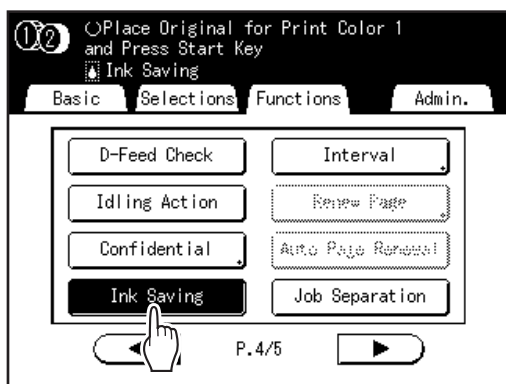 ①② Place Original for Print Color 1
and Press Start Key
Ink Saving
Basic Selections Functions Admin.
D-Feed Check Interval
Idling Action Renew Page
Confidential Auto Page Renewal
Ink Saving Job Separation
P.4/5